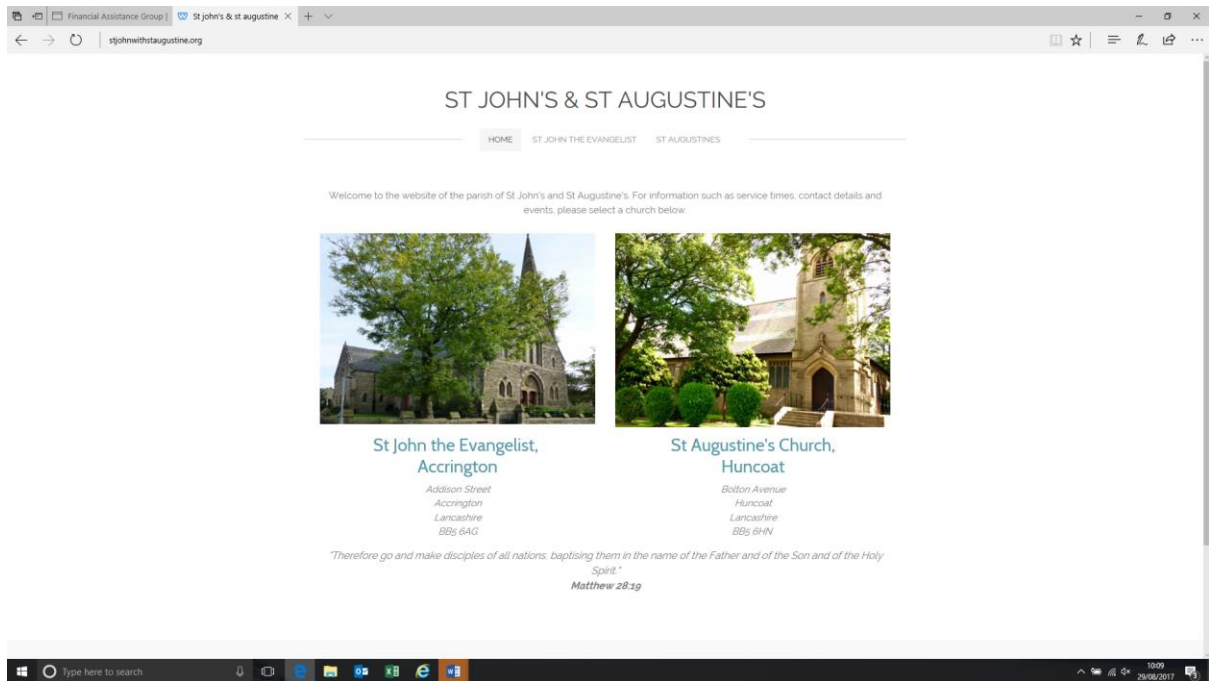 Financial Assistance Group |
St john's & st augustine
stjohnwithstaugustine.org
ST JOHN'S & ST AUGUSTINE'S
HOME ST JOHN THE EVANGELIST ST AUGUSTINES
Welcome to the website of the parish of St John's and St Augustine's. For information such as service times, contact details and
events, please select a church below.
St John the Evangelist,
Accrington
Addison Street
Accrington
Lancashire
BB5 6AG
St Augustine's Church,
Huncoat
Bolton Avenue
Huncoat
Lancashire
BB5 6HN
"Therefore go and make disciples of all nations, baptising them in the name of the Father and of the Son and of the Holy
Spirit."
Matthew 28:19
Type here to search
10:09
29/08/2017